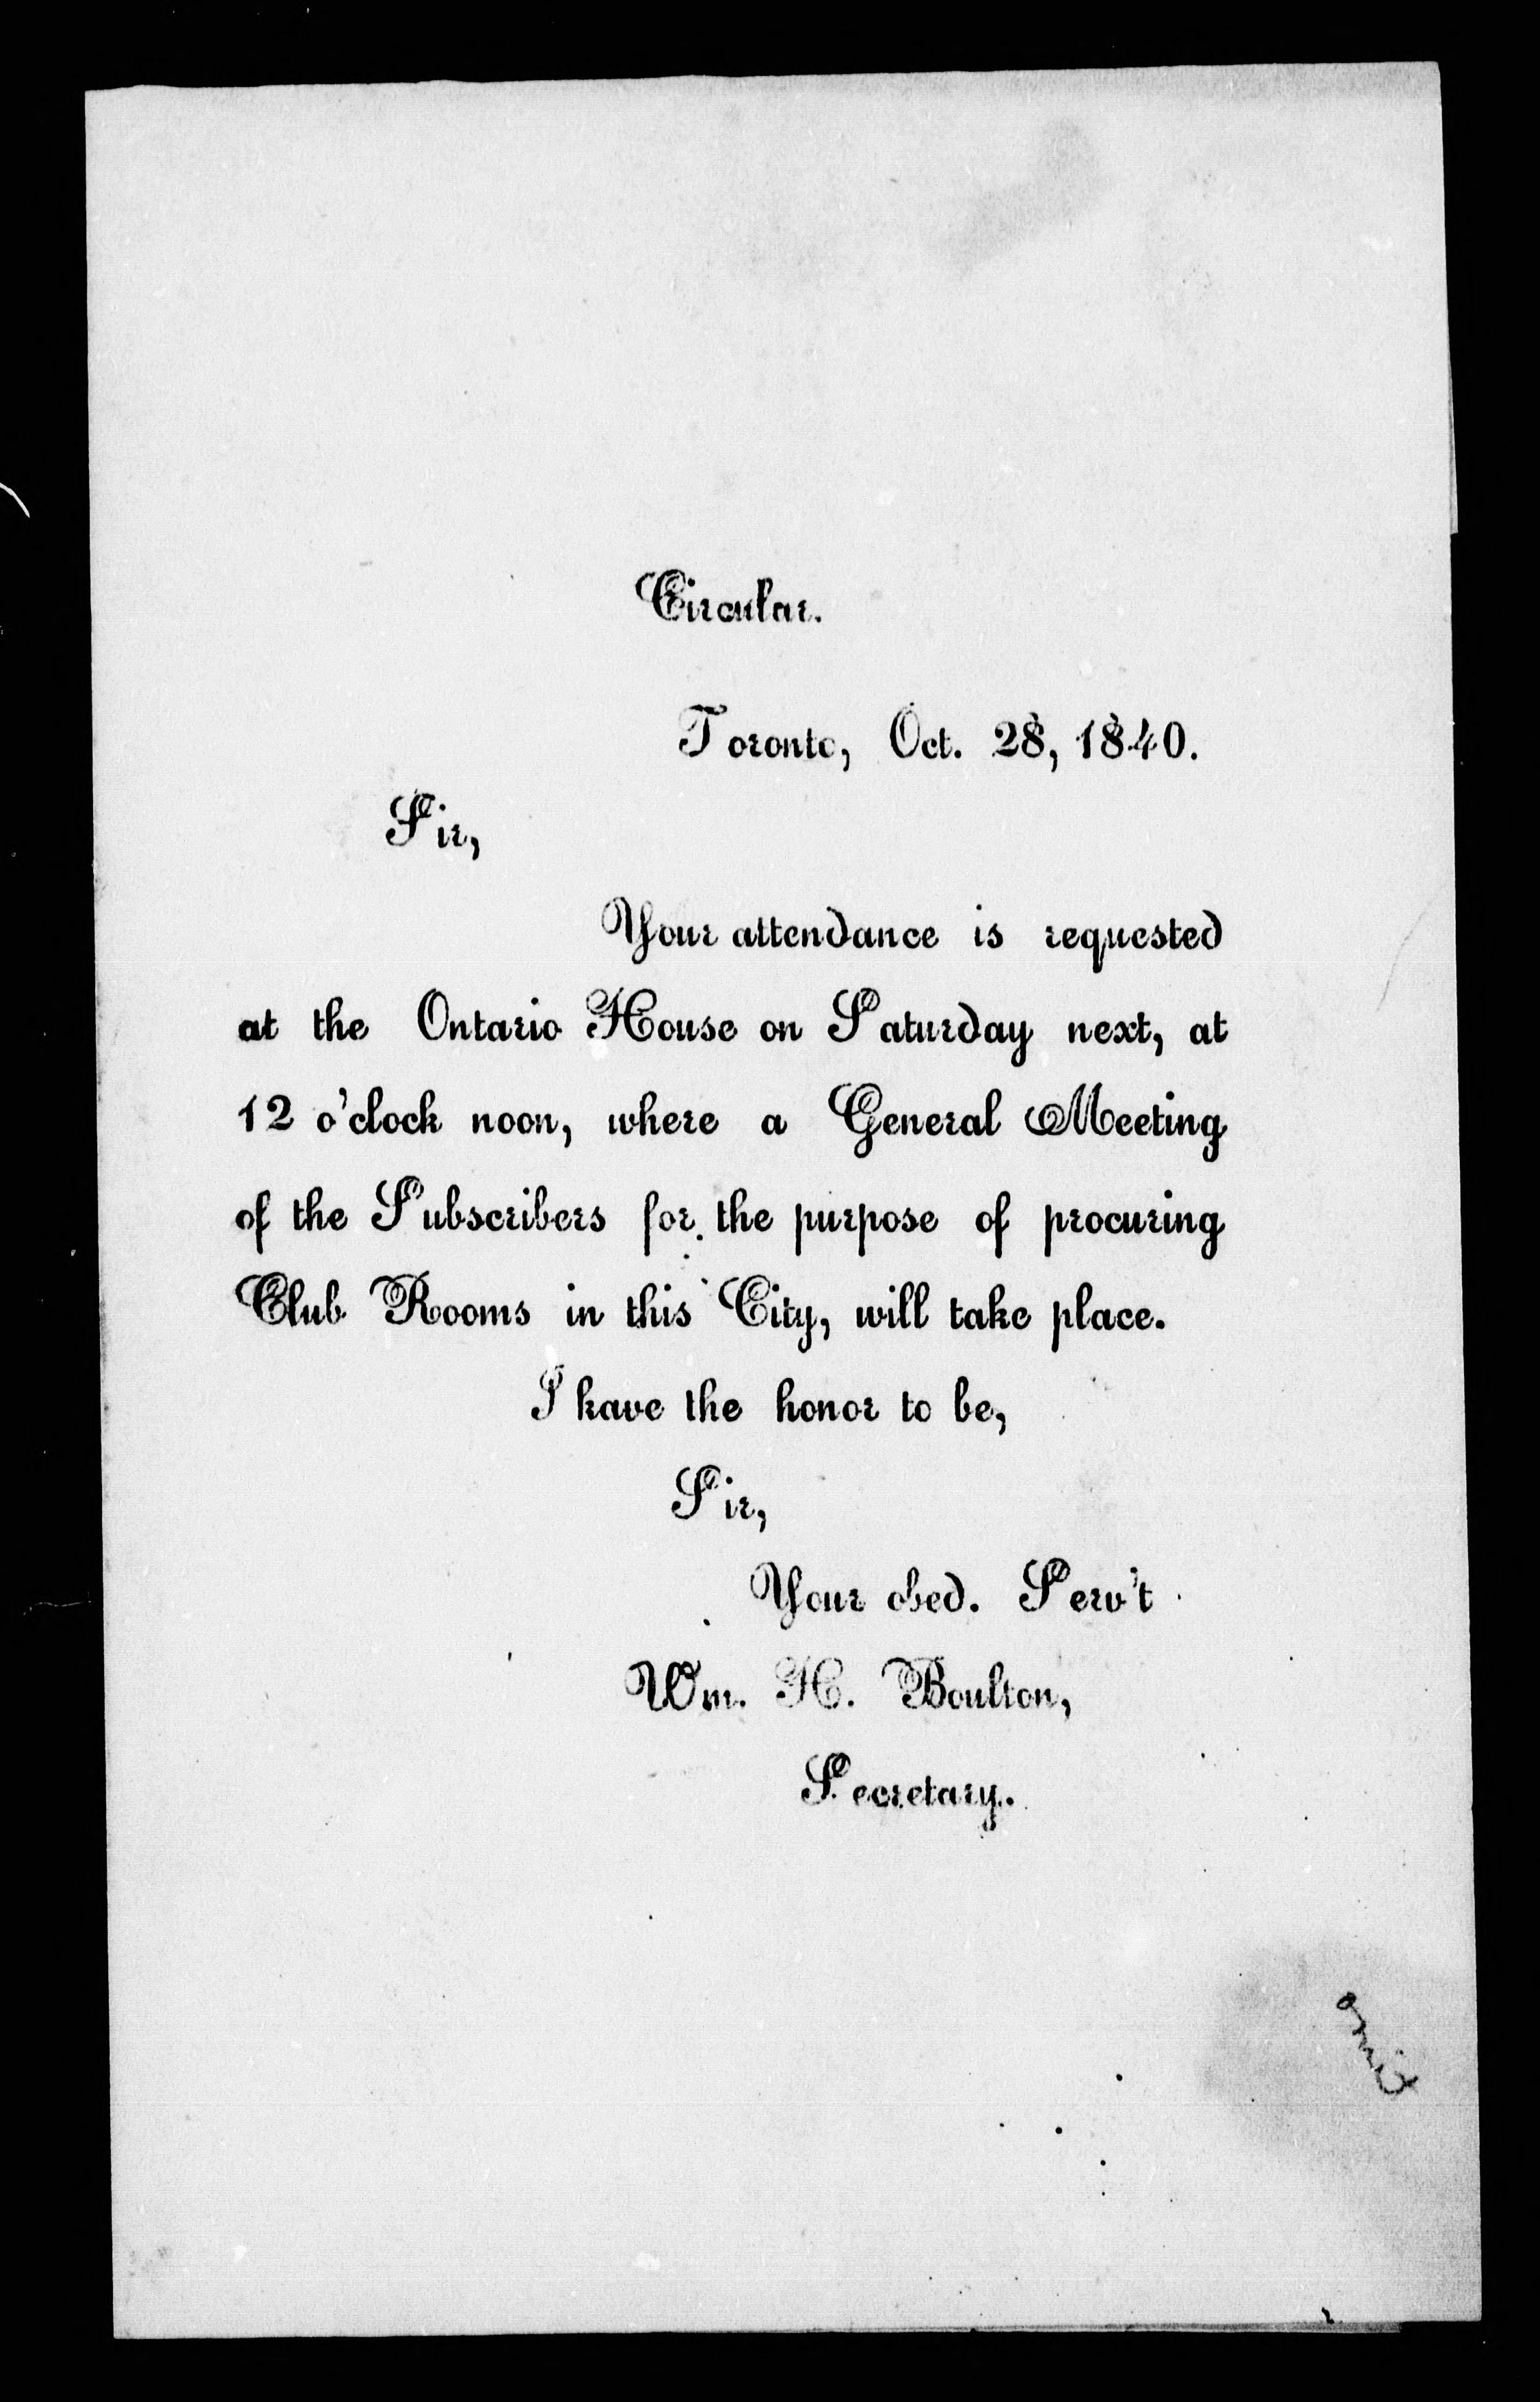 Circular.
Toronto, Oct. 28, 1840.
Sir,
Your attendance is requested
at the Ontario House on Saturday next, at
12 o'clock noon, where a General Meeting
of the Subscribers for the purpose of procuring
Club Rooms in this City, will take place.
I have the honor to be,
Sir,
Your obed. Serv't
Wm. H. Boulton,
Secretary.
omit